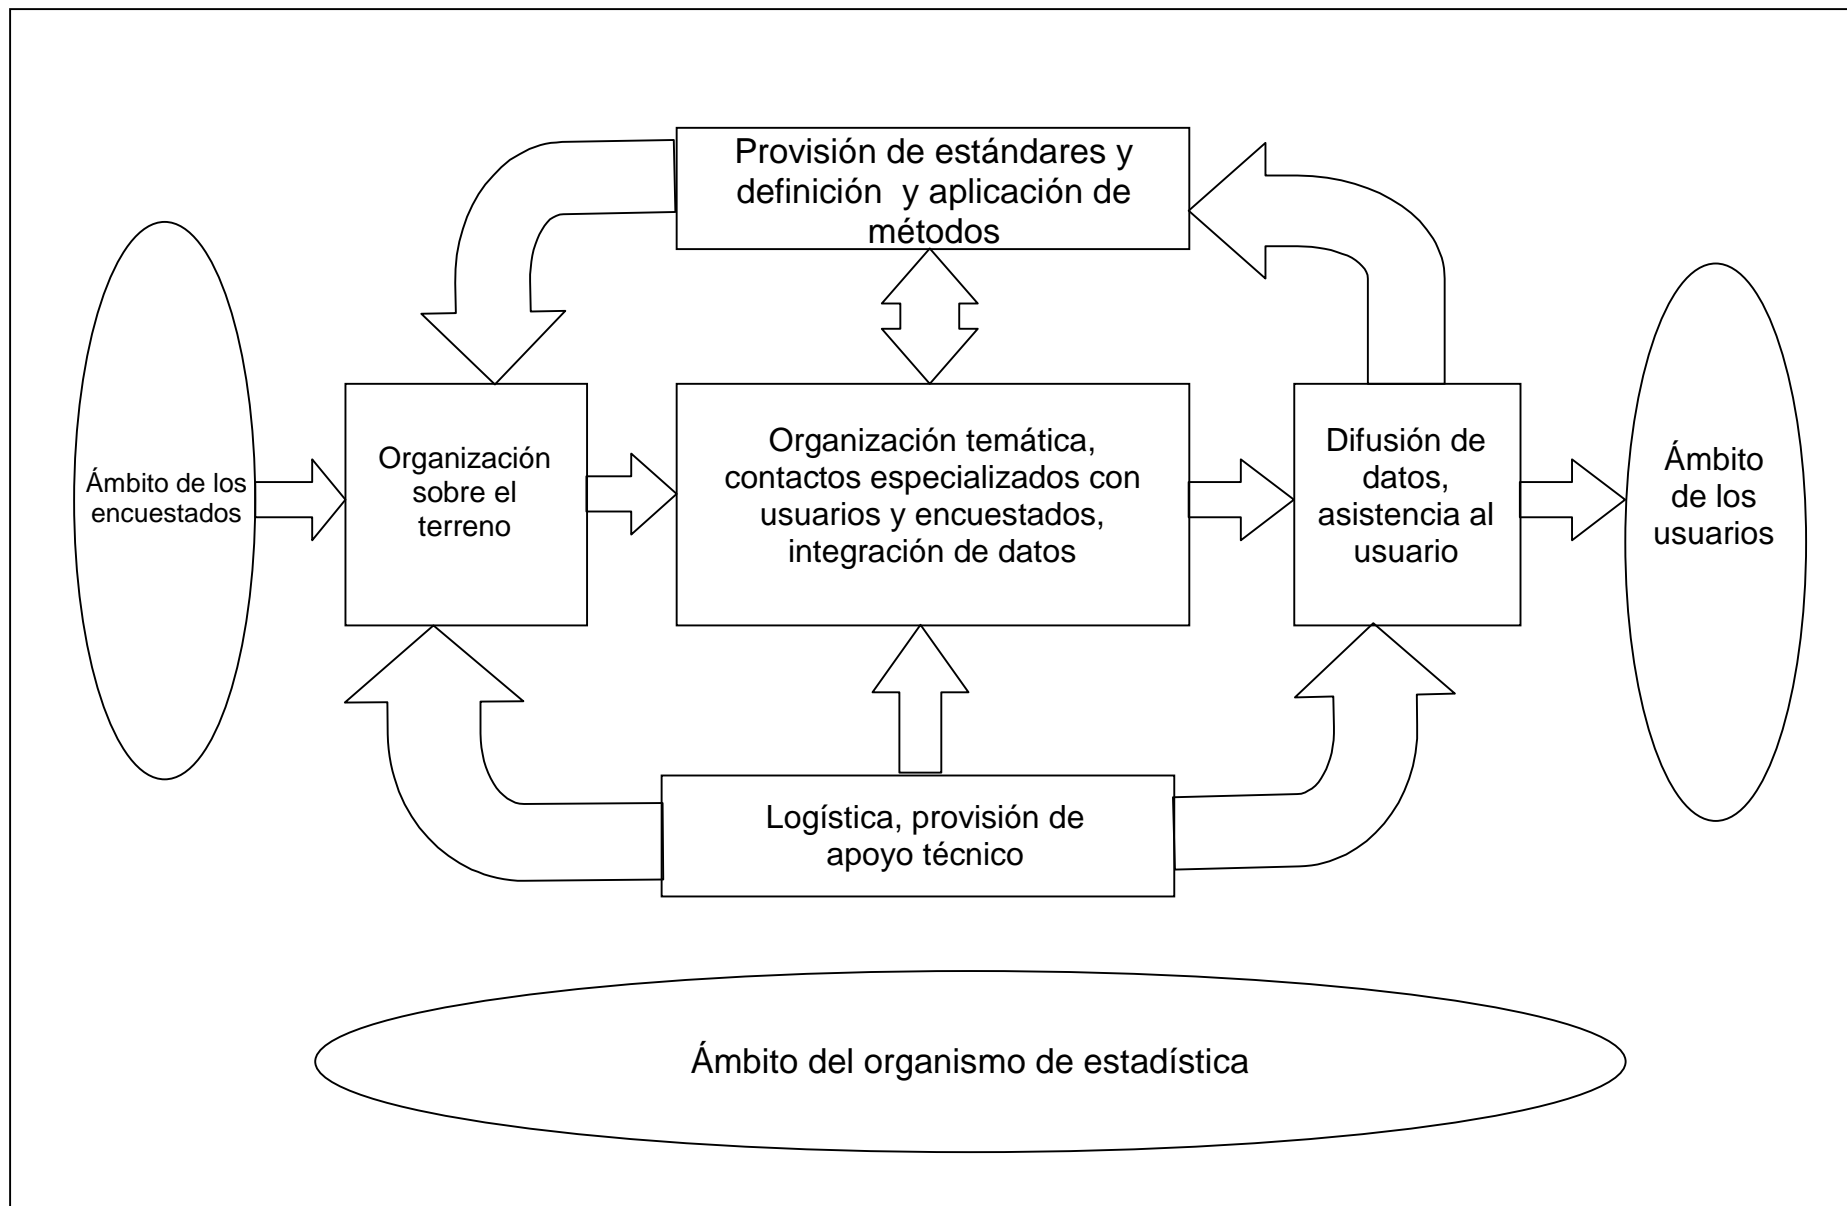 Provisión de estándares y
definición y aplicación de
métodos
Ámbito de los
encuestados
Organización
sobre el
terreno
Organización temática,
contactos especializados con
usuarios y encuestados,
integración de datos
Difusión de
datos,
asistencia al
usuario
Ámbito
de los
usuarios
Logística, provisión de
apoyo técnico
Ámbito del organismo de estadística